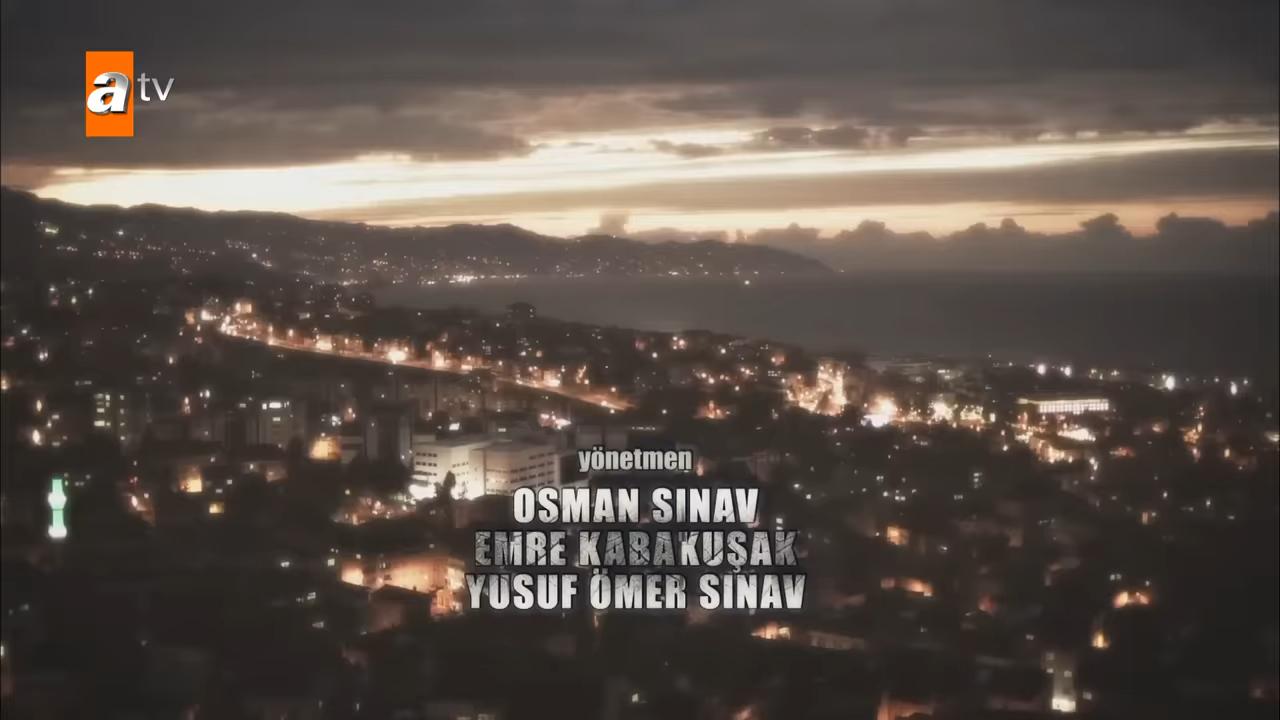 atv
yönetmen
OSMAN SINAV
EMRE KABAKUŞAK
YUSUF ÖMER SINAV